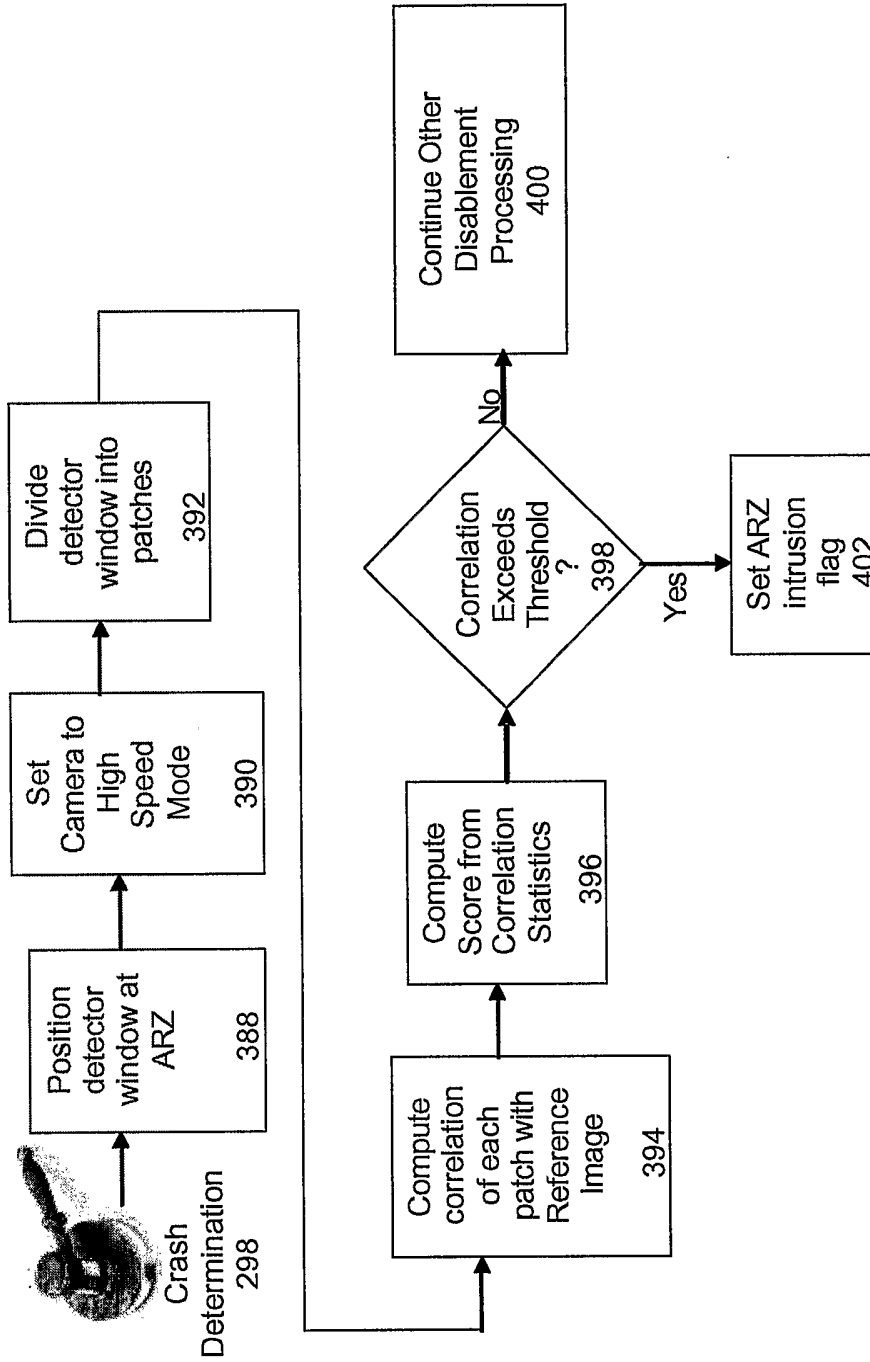 Crash
Determination
298
Position
detector
window at
ARZ
388
Set
Camera to
High
Speed
Mode
390
Divide
detector
window into
patches
392
Compute
correlation
of each
patch with
Reference
Image
394
Compute
Score from
Correlation
Statistics
396
Correlation
Exceeds
Threshold
?
398
No
Continue Other
Disablement
Processing
400
Yes
Set ARZ
intrusion
flag
402